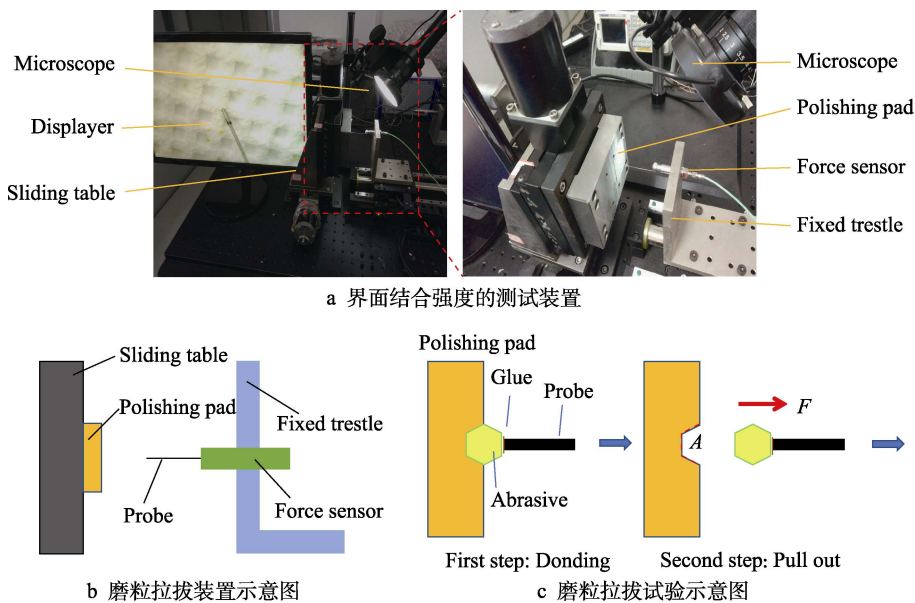 Microscope
Displayer
Sliding table
Microscope
Polishing pad
Force sensor
Fixed trestle
a 界面结合强度的测试装置
Sliding table
Polishing pad
Fixed trestle
Probe
Force sensor
b 磨粒拉拔装置示意图
Polishing pad
Glue
Probe
F
A
Abrasive
First step: Donding
Second step: Pull out
c 磨粒拉拔试验示意图